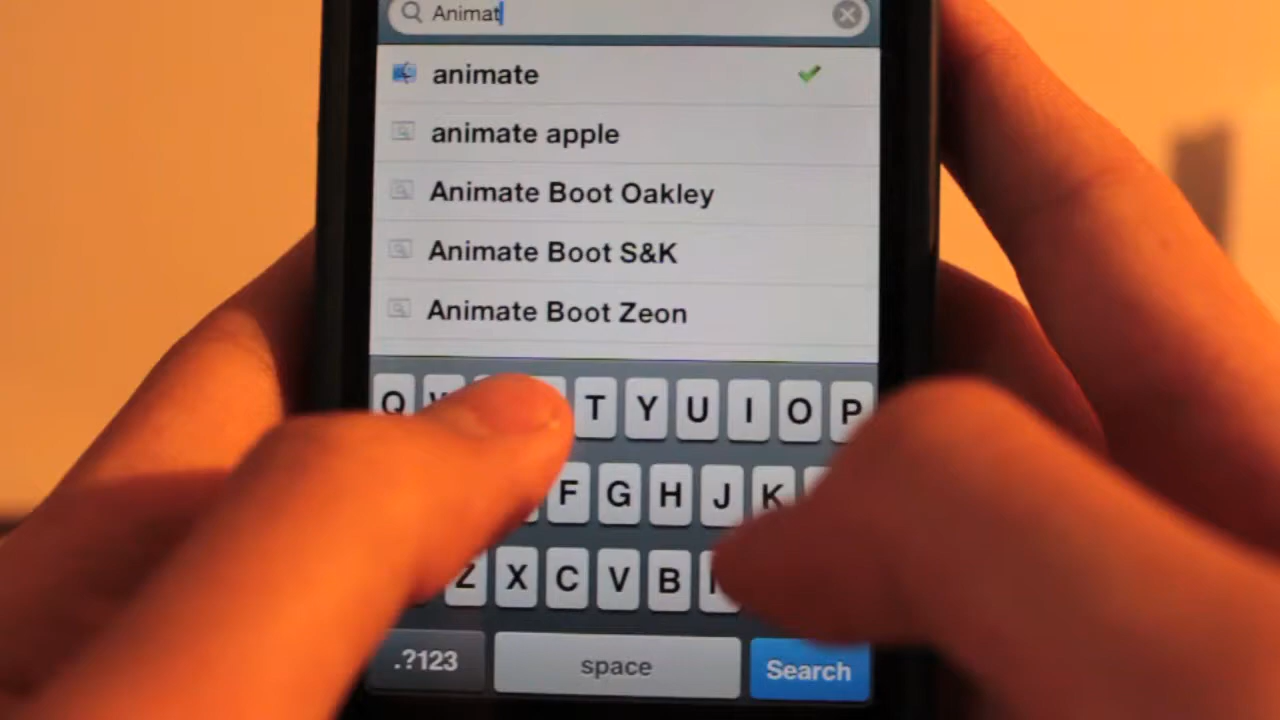 Animat
animate
animate apple
Animate Boot Oakley
Animate Boot S&K
Animate Boot Zeon
Q T Y U I O P
F G H J K
Z X C V B
.?123 space Search